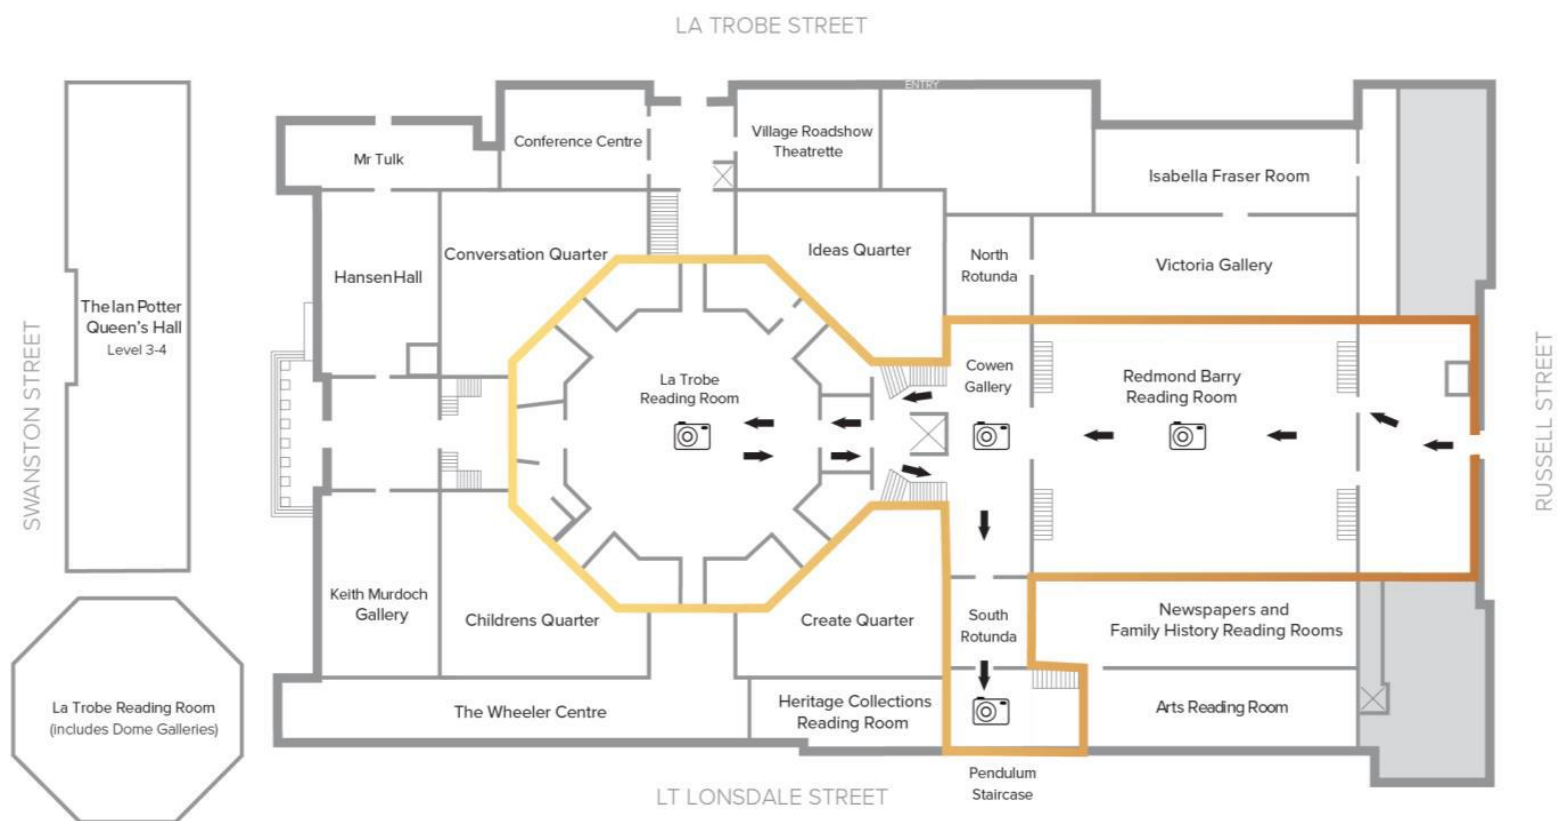 LA TROBE STREET
ENTRY
Conference Centre
Village Roadshow
Theatrette
Mr Tulk
Isabella Fraser Room
Conversation Quarter
Ideas Quarter
North
Rotunda
Victoria Gallery
HansenHall
The Ian Potter
Queen's Hall
Level 3-4
SWANSTON STREET
La Trobe
Reading Room
Cowen
Gallery
Redmond Barry
Reading Room
RUSSELL STREET
Keith Murdoch
Gallery
Childrens Quarter
Create Quarter
South
Rotunda
Newspapers and
Family History Reading Rooms
La Trobe Reading Room
(includes Dome Galleries)
The Wheeler Centre
Heritage Collections
Reading Room
Arts Reading Room
Pendulum
Staircase
LT LONSDALE STREET